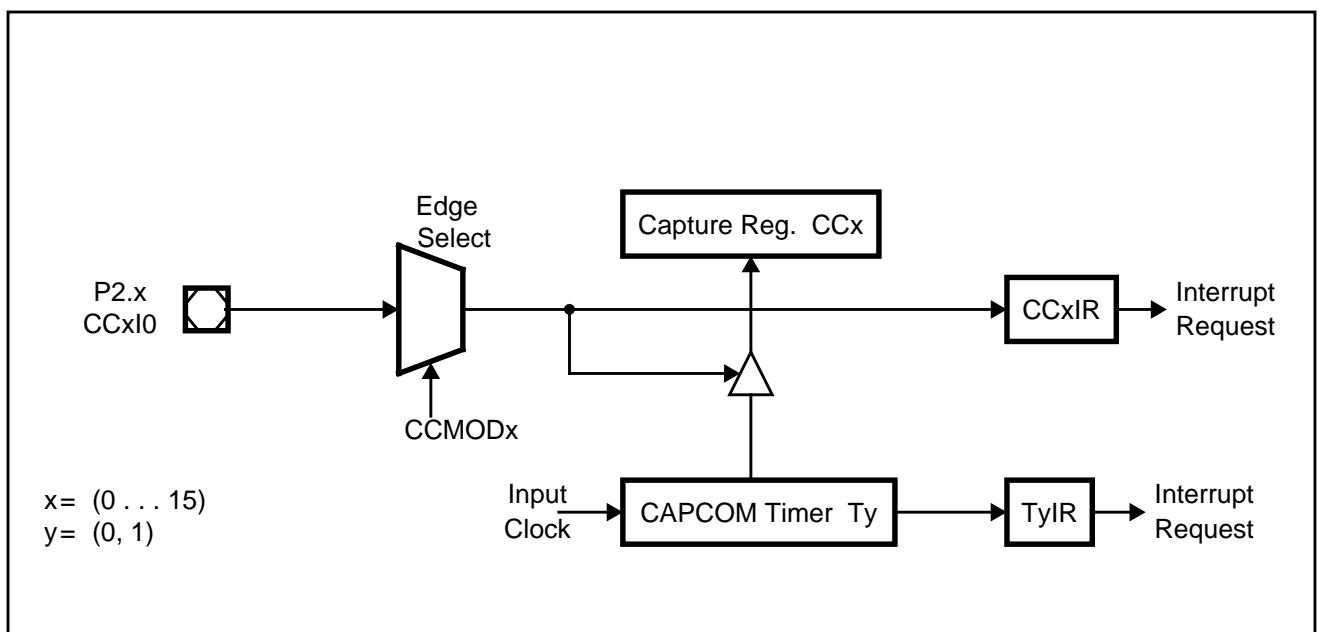 Edge
Select
Capture Reg. CCx
P2.x
CCxI0
CCxIR
Interrupt
Request
CCMODx
x= (0 . . . 15)
y= (0, 1)
Input
Clock
CAPCOM Timer Ty
TyIR
Interrupt
Request